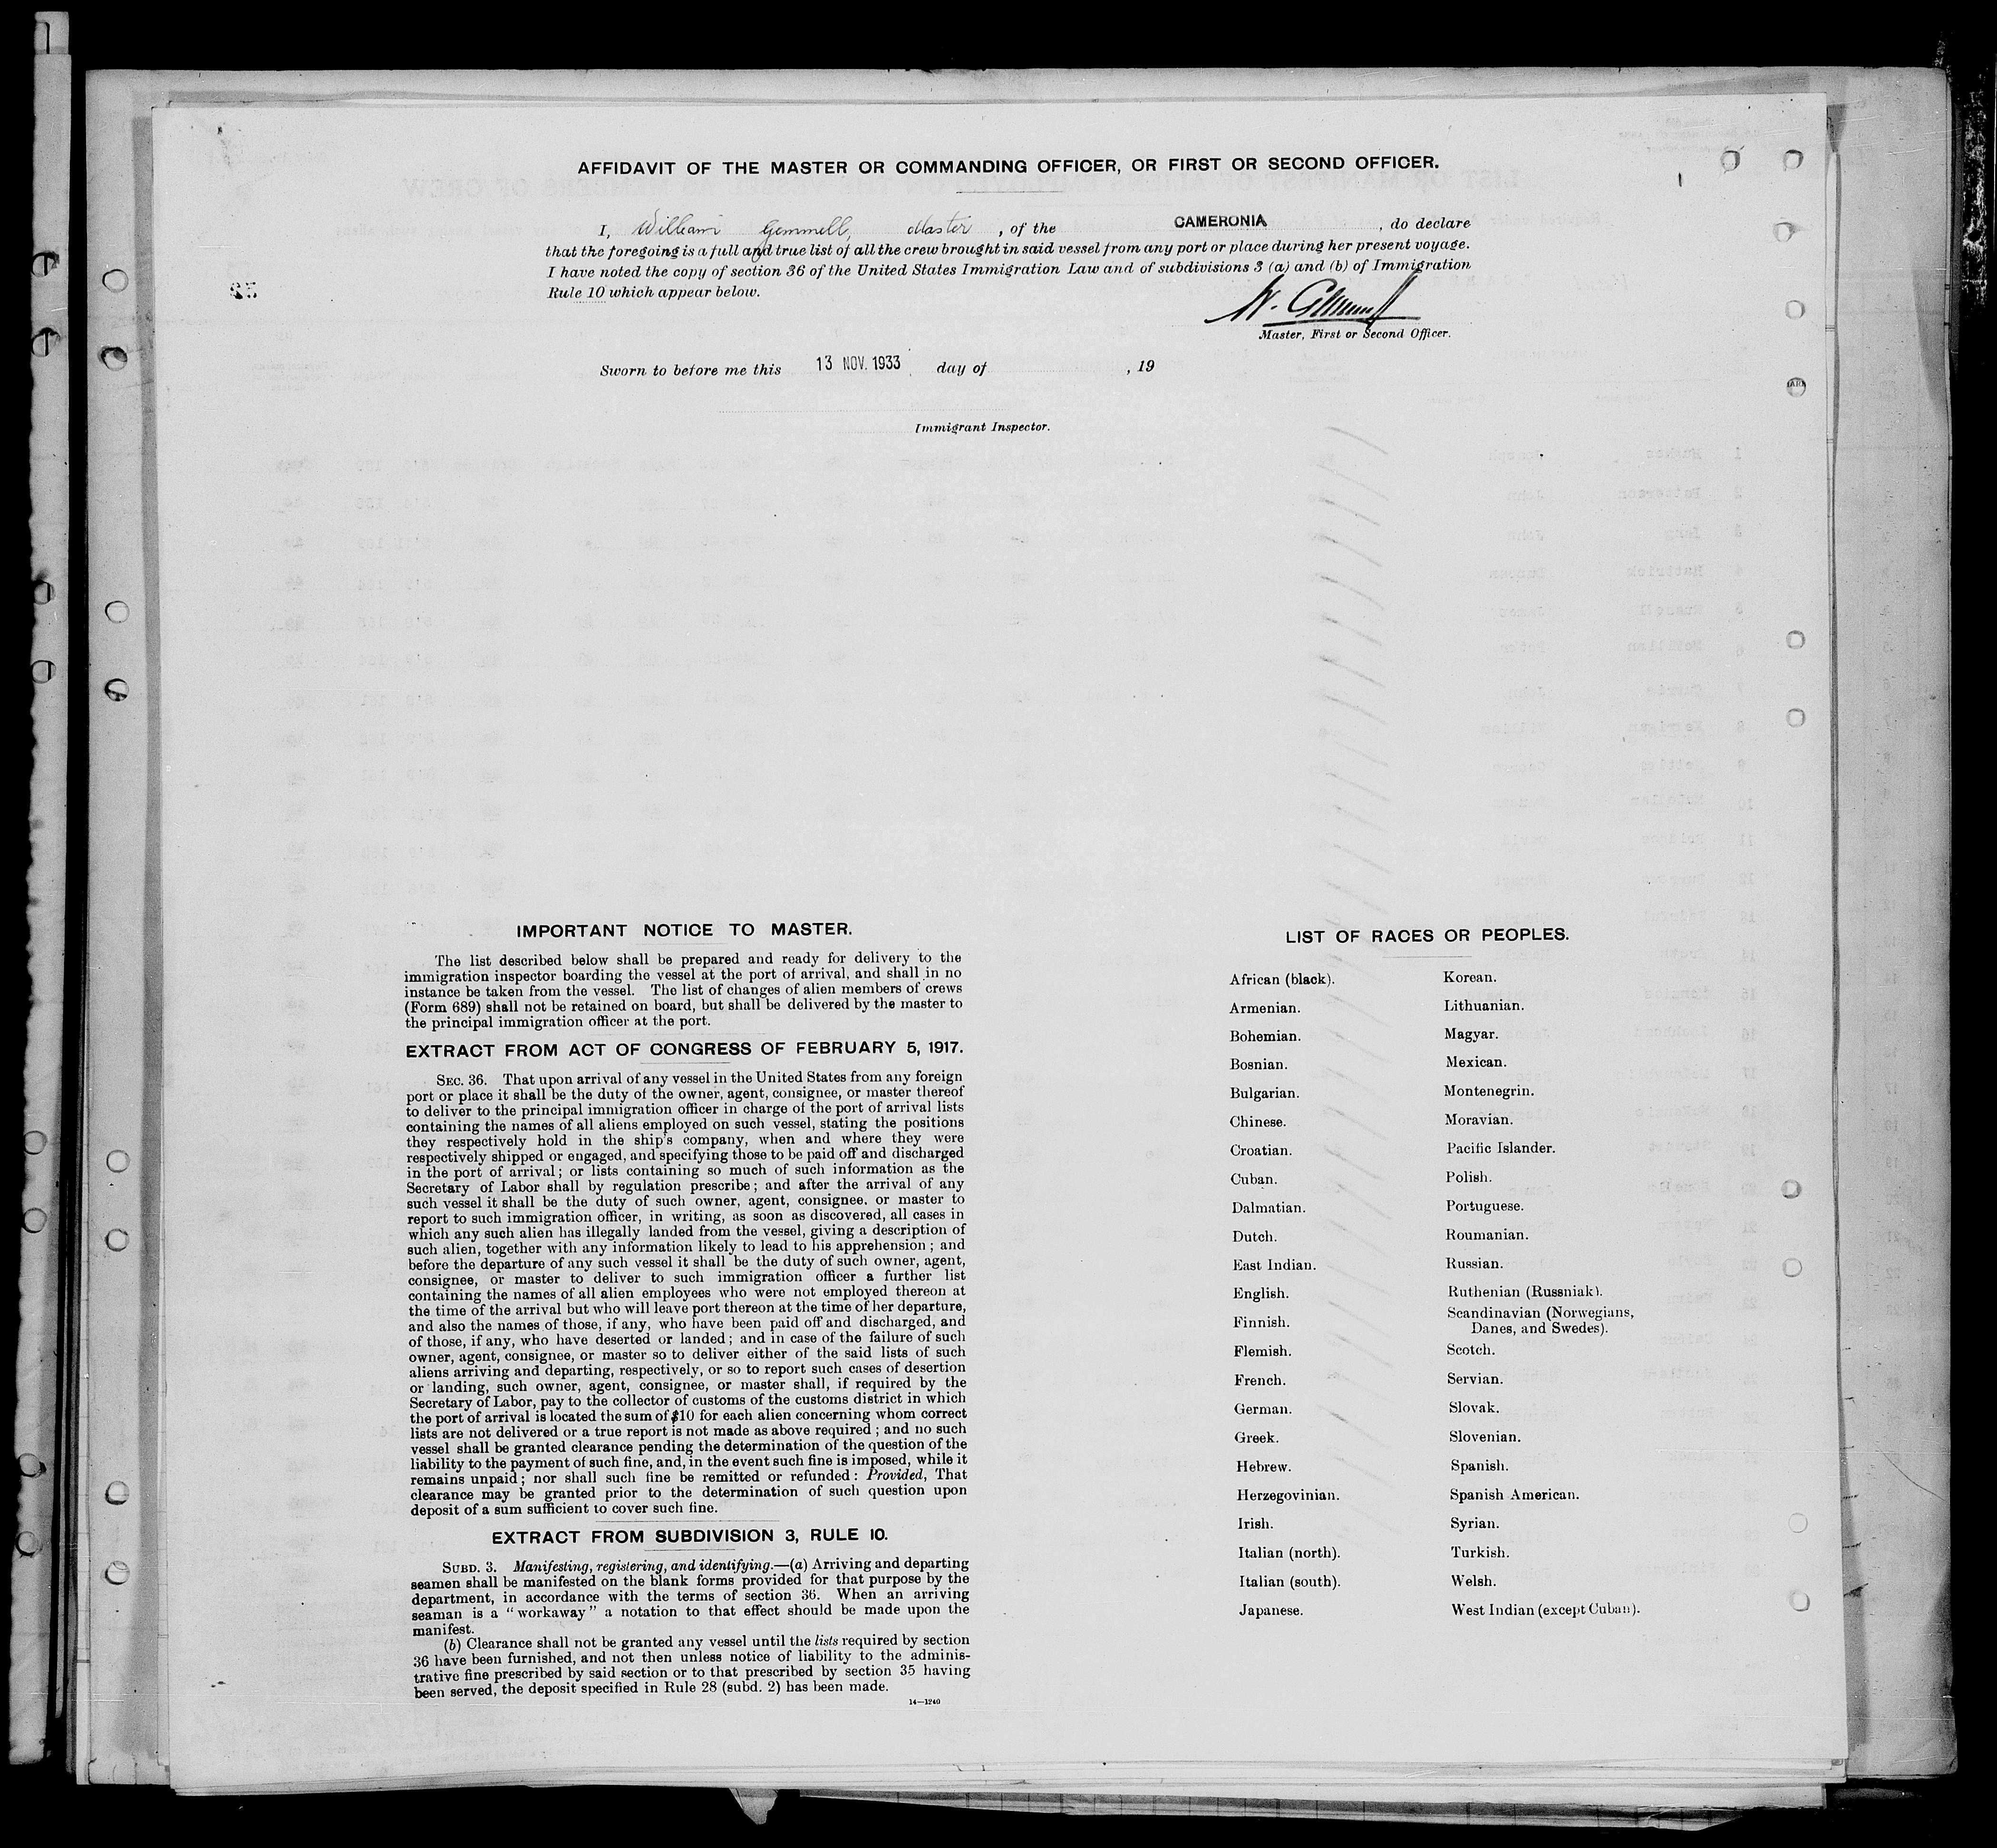 AFFIDAVIT OF THE MASTER OR COMMANDING OFFICER, OR FIRST OR SECOND OFFICER.
I, William Gemmell, Master, of the CAMERONIA, do declare
that the foregoing is a full and true list of all the crew brought in said vessel from any port or place during her present voyage.
I have noted the copy of section 36 of the United States Immigration Law and of subdivisions 3 (a) and (b) of Immigration
Rule 10 which appear below.
W. Gemmell
Master, First or Second Officer.
Sworn to before me this 13 NOV. 1933 day of , 19
Immigrant Inspector.
IMPORTANT NOTICE TO MASTER.
The list described below shall be prepared and ready for delivery to the
immigration inspector boarding the vessel at the port of arrival, and shall in no
instance be taken from the vessel. The list of changes of alien members of crews
(Form 689) shall not be retained on board, but shall be delivered by the master to
the principal immigration officer at the port.
EXTRACT FROM ACT OF CONGRESS OF FEBRUARY 5, 1917.
SEC. 36. That upon arrival of any vessel in the United States from any foreign
port or place it shall be the duty of the owner, agent, consignee, or master thereof
to deliver to the principal immigration officer in charge of the port of arrival lists
containing the names of all aliens employed on such vessel, stating the positions
they respectively hold in the ship's company, when and where they were
respectively shipped or engaged, and specifying those to be paid off and discharged
in the port of arrival; or lists containing so much of such information as the
Secretary of Labor shall by regulation prescribe; and after the arrival of any
such vessel it shall be the duty of such owner, agent, consignee, or master to
report to such immigration officer, in writing, as soon as discovered, all cases in
which any such alien has illegally landed from the vessel, giving a description of
such alien, together with any information likely to lead to his apprehension; and
before the departure of any such vessel it shall be the duty of such owner, agent,
consignee, or master to deliver to such immigration officer a further list
containing the names of all alien employees who were not employed thereon at
the time of the arrival but who will leave port thereon at the time of her departure,
and also the names of those, if any, who have been paid off and discharged, and
of those, if any, who have deserted or landed; and in case of the failure of such
owner, agent, consignee, or master so to deliver either of the said lists of such
aliens arriving and departing, respectively, or so to report such cases of desertion
or landing, such owner, agent, consignee, or master shall, if required by the
Secretary of Labor, pay to the collector of customs of the customs district in which
the port of arrival is located the sum of $10 for each alien concerning whom correct
lists are not delivered or a true report is not made as above required; and no such
vessel shall be granted clearance pending the determination of the question of the
liability to the payment of such fine, and, in the event such fine is imposed, while it
remains unpaid; nor shall such fine be remitted or refunded: Provided, That
clearance may be granted prior to the determination of such question upon
deposit of a sum sufficient to cover such fine.
EXTRACT FROM SUBDIVISION 3, RULE 10.
SUBD. 3. Manifesting, registering, and identifying.—(a) Arriving and departing
seamen shall be manifested on the blank forms provided for that purpose by the
department, in accordance with the terms of section 36. When an arriving
seaman is a "workaway" a notation to that effect should be made upon the
manifest.
(b) Clearance shall not be granted any vessel until the lists required by section
36 have been furnished, and not then unless notice of liability to the adminis-
trative fine prescribed by said section or to that prescribed by section 35 having
been served, the deposit specified in Rule 28 (subd. 2) has been made.
14—1240
LIST OF RACES OR PEOPLES.
African (black).
Armenian.
Bohemian.
Bosnian.
Bulgarian.
Chinese.
Croatian.
Cuban.
Dalmatian.
Dutch.
East Indian.
English.
Finnish.
Flemish.
French.
German.
Greek.
Hebrew.
Herzegovinian.
Irish.
Italian (north).
Italian (south).
Japanese.
Korean.
Lithuanian.
Magyar.
Mexican.
Montenegrin.
Moravian.
Pacific Islander.
Polish.
Portuguese.
Roumanian.
Russian.
Ruthenian (Russniak).
Scandinavian (Norwegians,
Danes, and Swedes).
Scotch.
Servian.
Slovak.
Slovenian.
Spanish.
Spanish American.
Syrian.
Turkish.
Welsh.
West Indian (except Cuban).